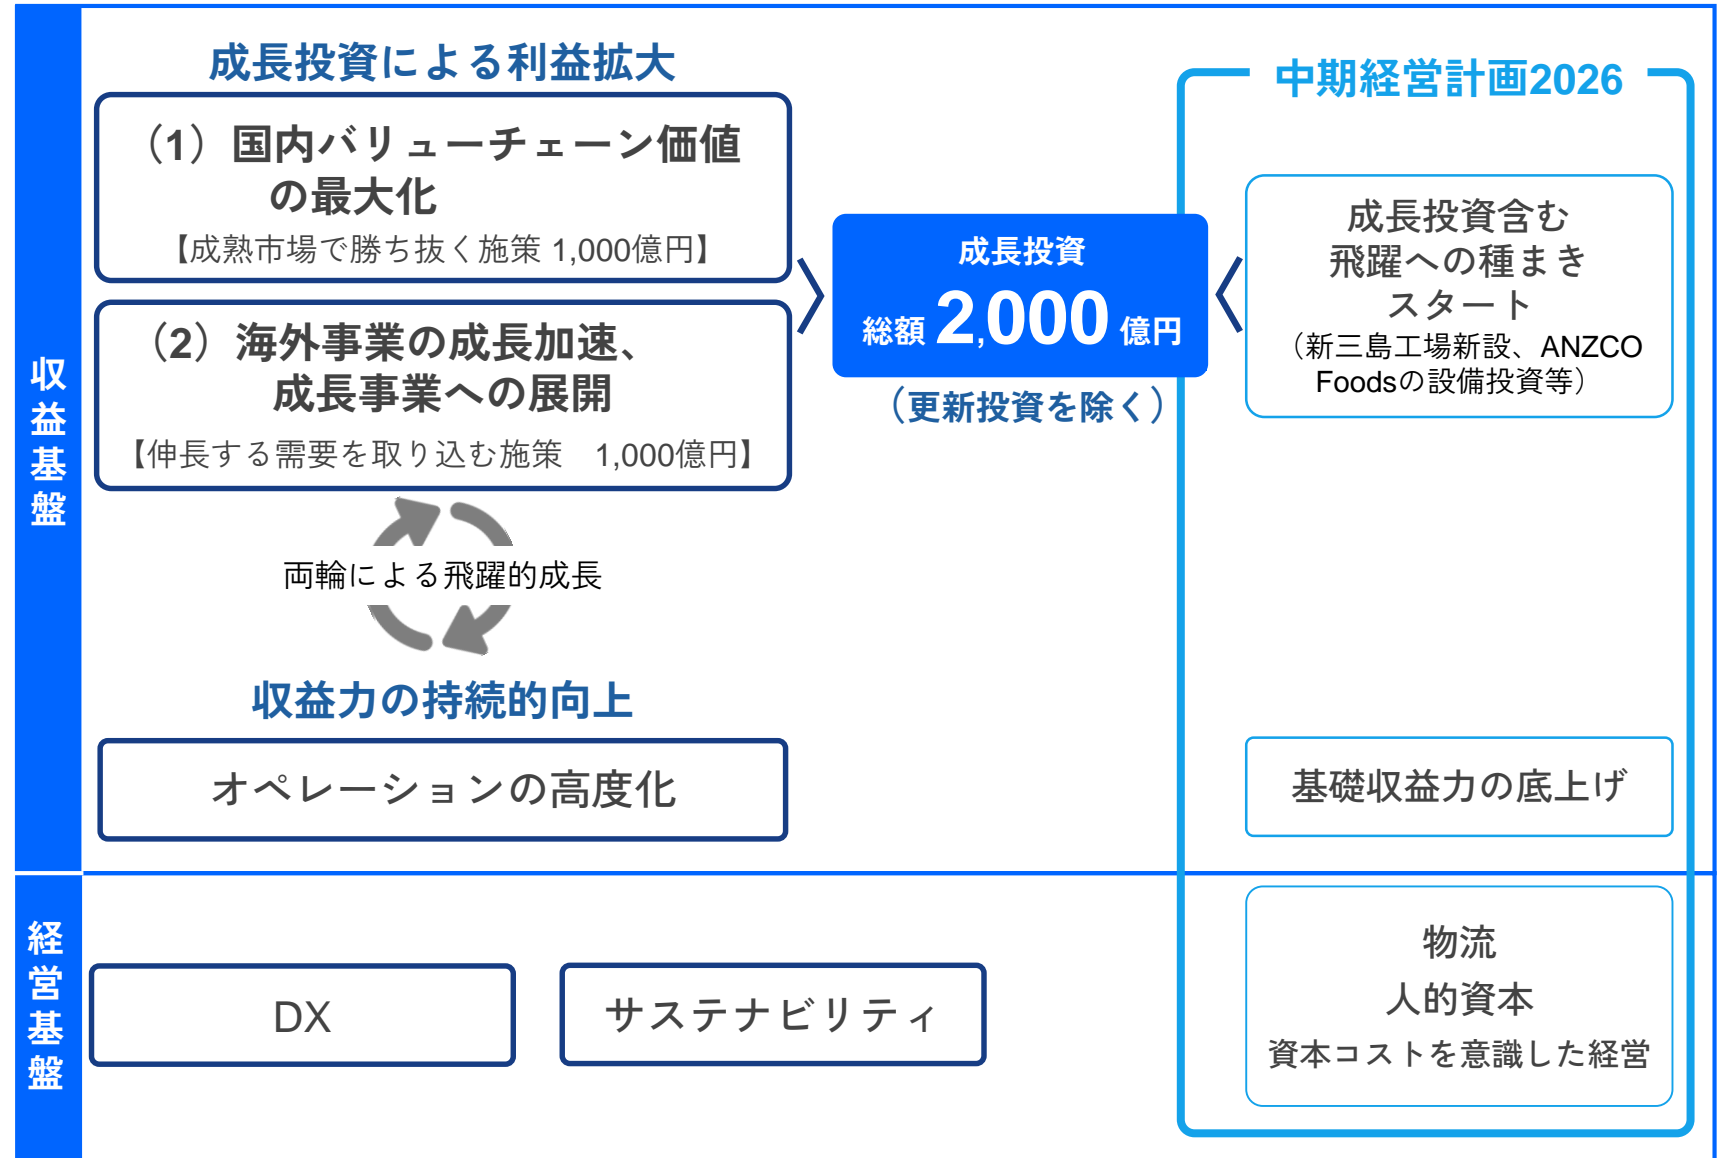 収益基盤
成長投資による利益拡大
（1）国内バリューチェーン価値
の最大化
【成熟市場で勝ち抜く施策 1,000億円】
（2）海外事業の成長加速、
成長事業への展開
【伸長する需要を取り込む施策　1,000億円】
両輪による飛躍的成長
収益力の持続的向上
オペレーションの高度化
成長投資
総額 2,000 億円
（更新投資を除く）
中期経営計画2026
成長投資含む
飛躍への種まき
スタート
（新三島工場新設、ANZCO
Foodsの設備投資等）
基礎収益力の底上げ
経営基盤
DX
サステナビリティ
物流
人的資本
資本コストを意識した経営